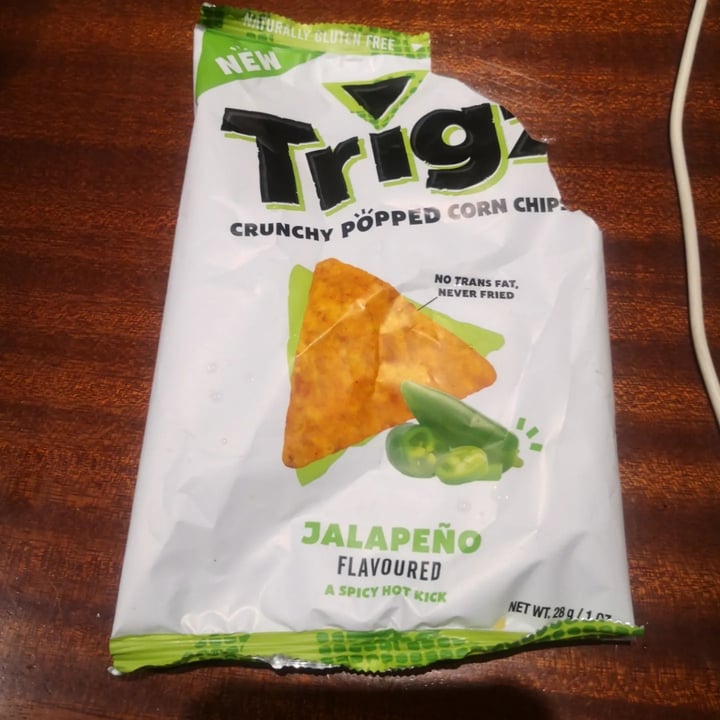 NATURALLY GLUTEN FREE
NEW
Trigz
CRUNCHY POPPED CORN CHIPS
NO TRANS FAT,
NEVER FRIED
JALAPEÑO
FLAVOURED
A SPICY HOT KICK
NET WT. 28 g / 1 oz